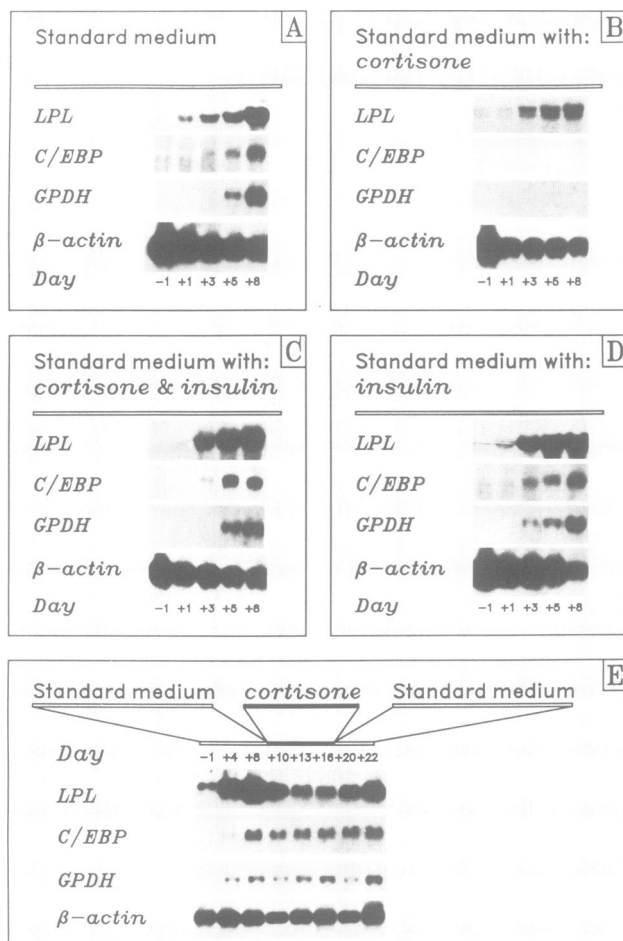 A
Standard medium
LPL
C/EBP
GPDH
β-actin
Day -1 +1 +3 +5 +8
B
Standard medium with:
cortisone
LPL
C/EBP
GPDH
β-actin
Day -1 +1 +3 +5 +8
C
Standard medium with:
cortisone & insulin
LPL
C/EBP
GPDH
β-actin
Day -1 +1 +3 +5 +8
D
Standard medium with:
insulin
LPL
C/EBP
GPDH
β-actin
Day -1 +1 +3 +5 +8
E
Standard medium cortisone Standard medium
Day -1 +4 +8 +10 +13 +16 +20 +22
LPL
C/EBP
GPDH
β-actin